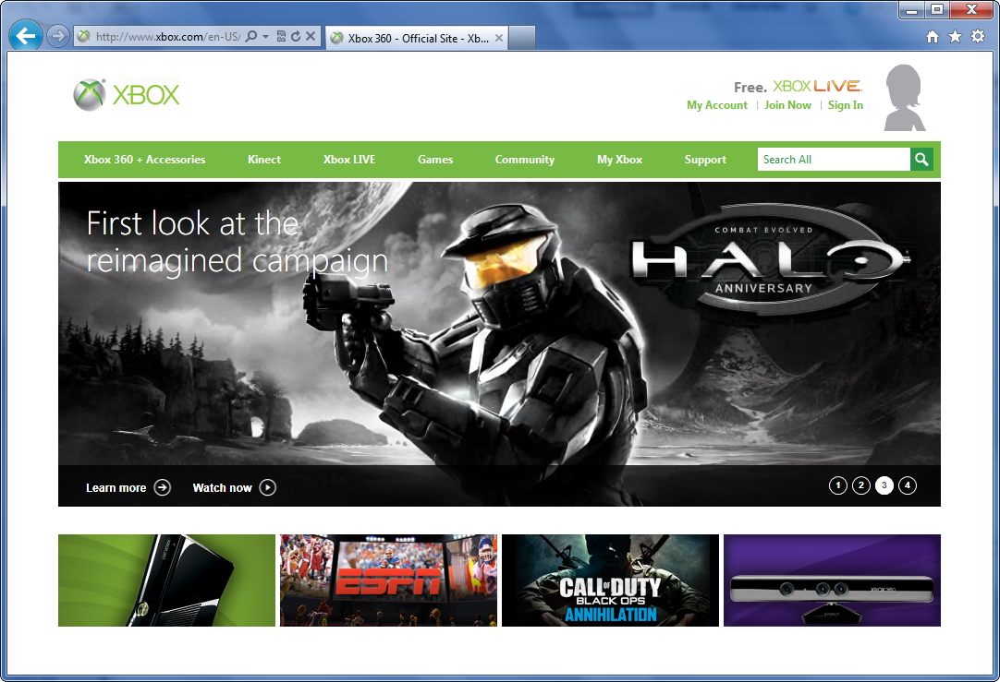 http://www.xbox.com/en-US/
Xbox 360 - Official Site - Xb...
XBOX
Free. XBOX LIVE
My Account | Join Now | Sign In
Xbox 360 + Accessories Kinect Xbox LIVE Games Community My Xbox Support Search All
First look at the
reimagined campaign
COMBAT EVOLVED
HALO
ANNIVERSARY
Learn more Watch now 1 2 3 4
ESPN
CALL OF DUTY
BLACK OPS
ANNIHILATION
XBOX 360
KINECT